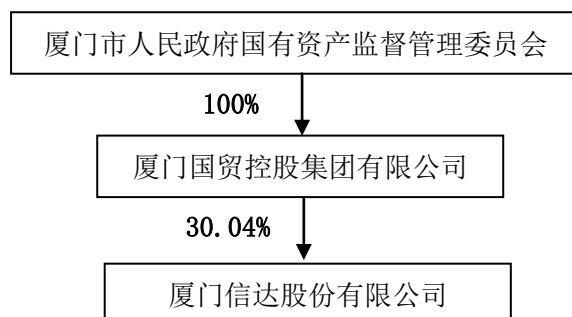 厦门市人民政府国有资产监督管理委员会
100%
厦门国贸控股集团有限公司
30.04%
厦门信达股份有限公司